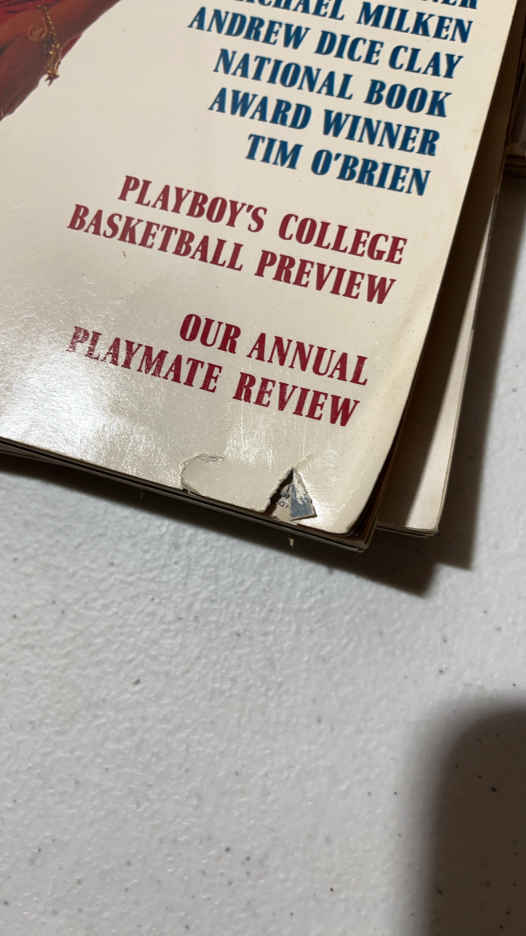 MICHAEL MILKEN
ANDREW DICE CLAY
NATIONAL BOOK
AWARD WINNER
TIM O'BRIEN
PLAYBOY'S COLLEGE
BASKETBALL PREVIEW
OUR ANNUAL
PLAYMATE REVIEW